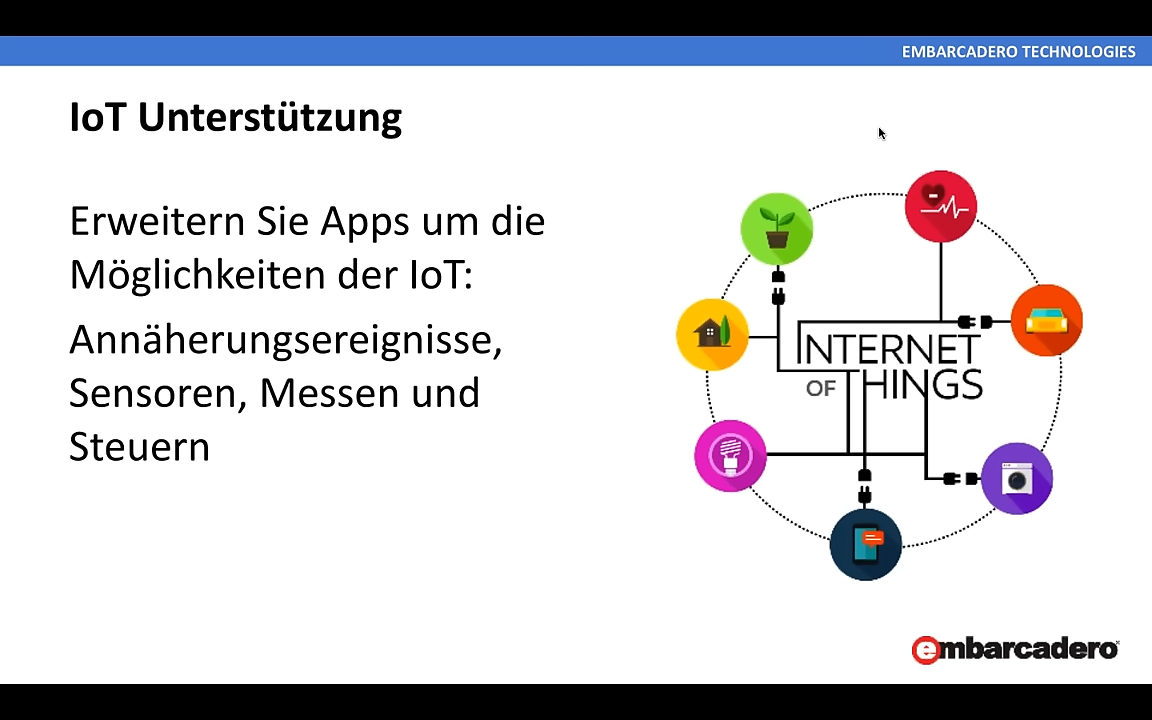 EMBARCADERO TECHNOLOGIES
IoT Unterstützung
Erweitern Sie Apps um die
Möglichkeiten der IoT:
Annäherungsereignisse,
Sensoren, Messen und
Steuern
INTERNET
OF THINGS
embarcadero